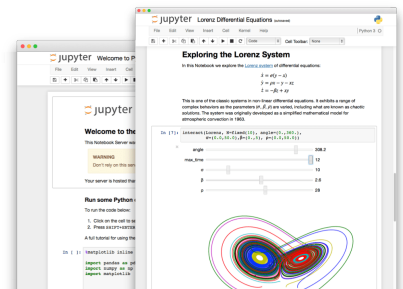 jupyter Welcome to P
File Edit View Insert Cell
jupyter
Welcome to the
This Notebook Server was
WARNING
Don't rely on this serv
Your server is hosted thar
Run some Python
To run the code below:
1. Click on the cell to se
2. Press SHIFT+ENTER
A full tutorial for using the
In [ ]: %matplotlib inline
import pandas as pd
import numpy as np
import matplotlib
jupyter Lorenz Differential Equations (autosaved)
File Edit View Insert Cell Kernel Help
Python 3
Code Cell Toolbar: None
Exploring the Lorenz System
In this Notebook we explore the Lorenz system of differential equations:
ẋ = σ(y − x)
ẏ = ρx − y − xz
ż = −βz + xy
This is one of the classic systems in non-linear differential equations. It exhibits a range of
complex behaviors as the parameters (σ, β, ρ) are varied, including what are known as chaotic
solutions. The system was originally developed as a simplified mathematical model for
atmospheric convection in 1963.
In [7]: interact(Lorenz, N=fixed(10), angle=(0.,360.),
σ=(0.0,50.0),β=(0.,5), ρ=(0.0,50.0))
angle 308.2
max_time 12
σ 10
β 2.6
ρ 28